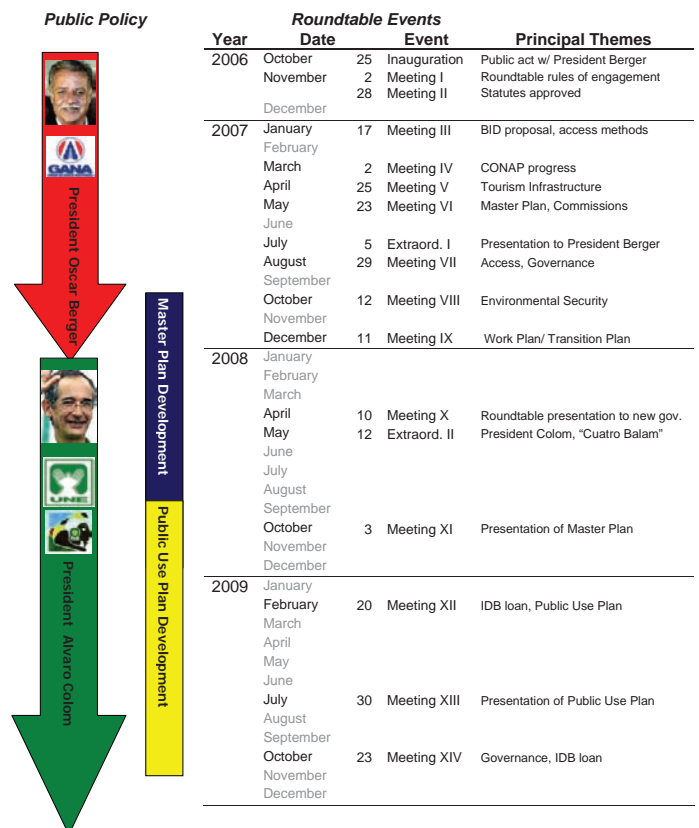 Public Policy
Roundtable Events
Year Date Event Principal Themes
2006 October 25 Inauguration Public act w/ President Berger
November 2 Meeting I Roundtable rules of engagement
28 Meeting II Statutes approved
December
2007 January 17 Meeting III BID proposal, access methods
February
March 2 Meeting IV CONAP progress
April 25 Meeting V Tourism Infrastructure
May 23 Meeting VI Master Plan, Commissions
June
July 5 Extraord. I Presentation to President Berger
August 29 Meeting VII Access, Governance
September
October 12 Meeting VIII Environmental Security
November
December 11 Meeting IX Work Plan/ Transition Plan
2008 January
February
March
April 10 Meeting X Roundtable presentation to new gov.
May 12 Extraord. II President Colom, “Cuatro Balam”
June
July
August
September
October 3 Meeting XI Presentation of Master Plan
November
December
2009 January
February 20 Meeting XII IDB loan, Public Use Plan
March
April
May
June
July 30 Meeting XIII Presentation of Public Use Plan
August
September
October 23 Meeting XIV Governance, IDB loan
November
December
GANA
President Oscar Berger
UNE
President Alvaro Colom
Master Plan Development
Public Use Plan Development